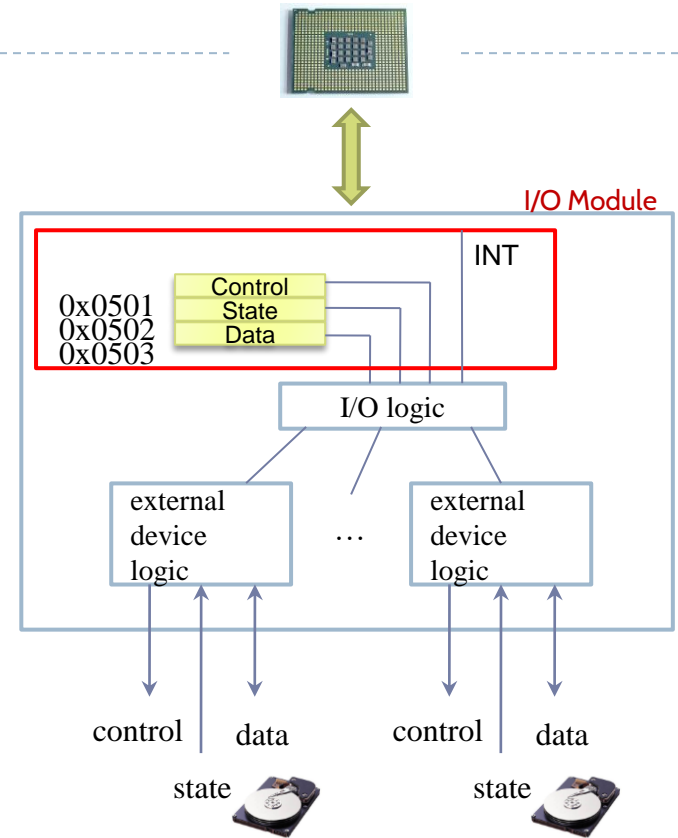 I/O Module
INT
Control
0x0501
State
0x0502
Data
0x0503
I/O logic
external
device
logic
…
external
device
logic
control
data
state
control
data
state